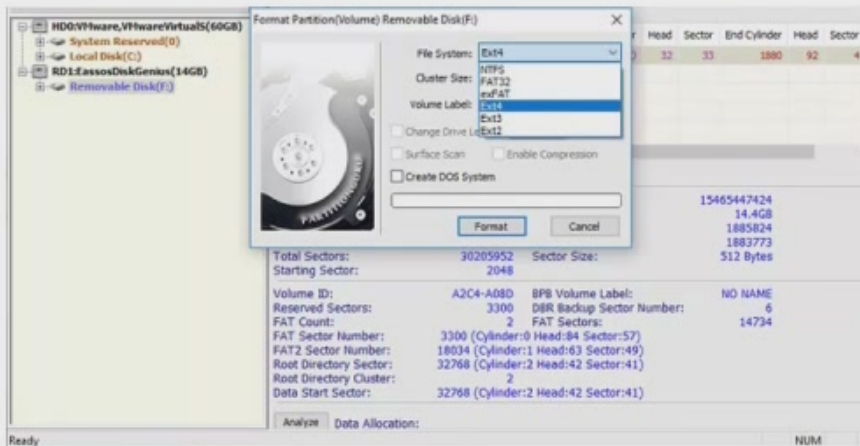 HD0:VMware,VMwareVirtualS(60GB)
System Reserved(0)
Local Disk(C:)
RD1:EassosDiskGenius(14GB)
Removable Disk(F:)
Format Partition(Volume) Removable Disk(F:)
r Head Sector End Cylinder Head Sector
32 33 1880 92 4
File System: Ext4
NTFS
Cluster Size: FAT32
exFAT
Volume Label: Ext4
Ext3
Change Drive Le Ext2
Surface Scan Enable Compression
Create DOS System
PARTITIONGURU
Format Cancel
15465447424
14.4GB
1885824
1883773
Total Sectors: 30205952 Sector Size: 512 Bytes
Starting Sector: 2048
Volume ID: A2C4-A08D BPB Volume Label: NO NAME
Reserved Sectors: 3300 DBR Backup Sector Number: 6
FAT Count: 2 FAT Sectors: 14734
FAT Sector Number: 3300 (Cylinder:0 Head:84 Sector:57)
FAT2 Sector Number: 18034 (Cylinder:1 Head:63 Sector:49)
Root Directory Sector: 32768 (Cylinder:2 Head:42 Sector:41)
Root Directory Cluster: 2
Data Start Sector: 32768 (Cylinder:2 Head:42 Sector:41)
Analyze Data Allocation:
Ready NUM